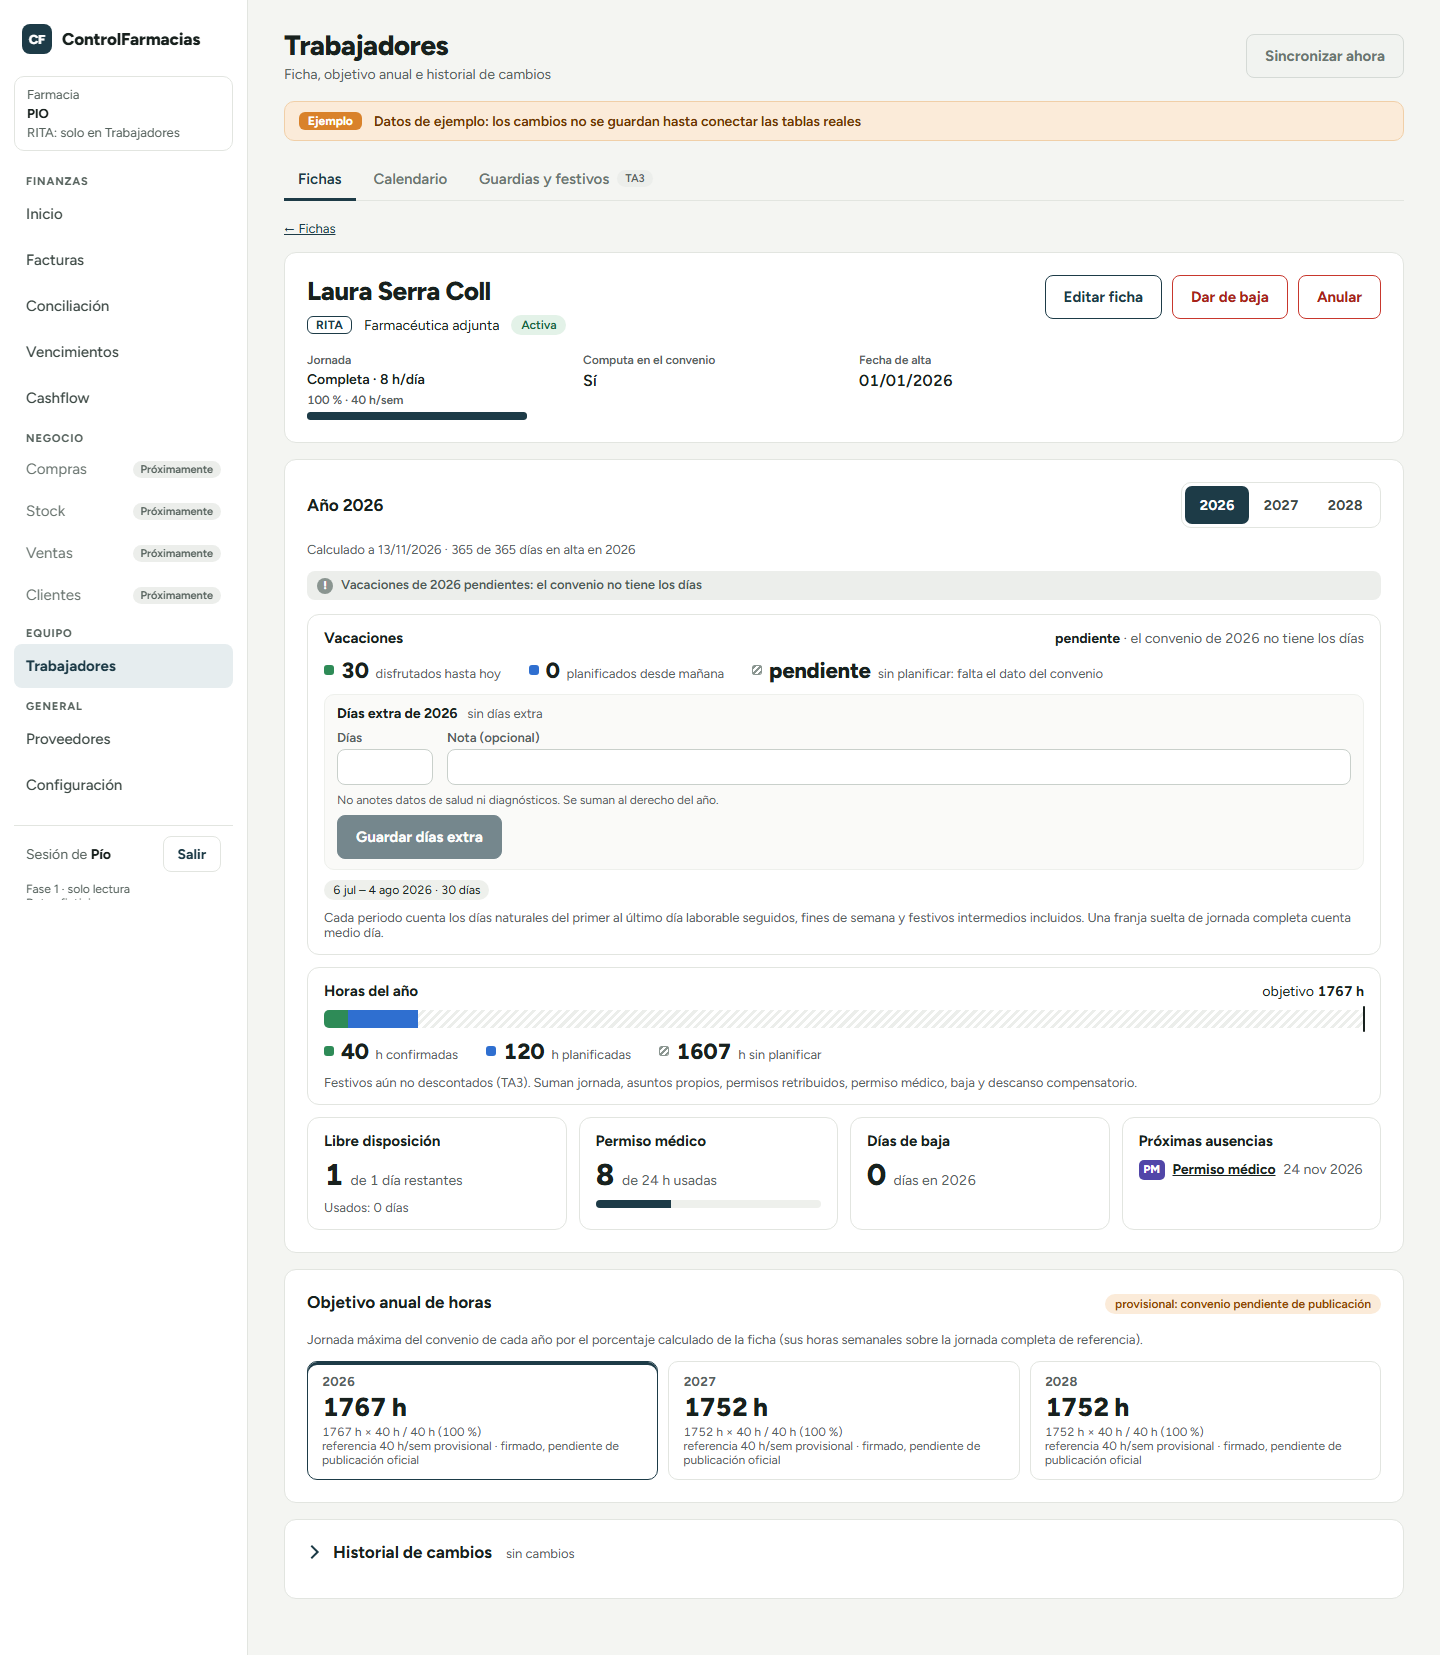 CF ControlFarmacias
Farmacia
PIO
RITA: solo en Trabajadores
FINANZAS
Inicio
Facturas
Conciliación
Vencimientos
Cashflow
NEGOCIO
Compras Próximamente
Stock Próximamente
Ventas Próximamente
Clientes Próximamente
EQUIPO
Trabajadores
GENERAL
Proveedores
Configuración
Sesión de Pío Salir
Fase 1 · solo lectura
Trabajadores
Ficha, objetivo anual e historial de cambios
Sincronizar ahora
Ejemplo Datos de ejemplo: los cambios no se guardan hasta conectar las tablas reales
Fichas Calendario Guardias y festivos TA3
← Fichas
Laura Serra Coll
RITA Farmacéutica adjunta Activa
Editar ficha Dar de baja Anular
Jornada
Completa · 8 h/día
100 % · 40 h/sem
Computa en el convenio
Sí
Fecha de alta
01/01/2026
Año 2026
2026 2027 2028
Calculado a 13/11/2026 · 365 de 365 días en alta en 2026
! Vacaciones de 2026 pendientes: el convenio no tiene los días
Vacaciones
pendiente · el convenio de 2026 no tiene los días
30 disfrutados hasta hoy 0 planificados desde mañana pendiente sin planificar: falta el dato del convenio
Días extra de 2026 sin días extra
Días Nota (opcional)
No anotes datos de salud ni diagnósticos. Se suman al derecho del año.
Guardar días extra
6 jul – 4 ago 2026 · 30 días
Cada periodo cuenta los días naturales del primer al último día laborable seguidos, fines de semana y festivos intermedios incluidos. Una franja suelta de jornada completa cuenta
medio día.
Horas del año
objetivo 1767 h
40 h confirmadas 120 h planificadas 1607 h sin planificar
Festivos aún no descontados (TA3). Suman jornada, asuntos propios, permisos retribuidos, permiso médico, baja y descanso compensatorio.
Libre disposición
1 de 1 día restantes
Usados: 0 días
Permiso médico
8 de 24 h usadas
Días de baja
0 días en 2026
Próximas ausencias
PM Permiso médico 24 nov 2026
Objetivo anual de horas
provisional: convenio pendiente de publicación
Jornada máxima del convenio de cada año por el porcentaje calculado de la ficha (sus horas semanales sobre la jornada completa de referencia).
2026
1767 h
1767 h × 40 h / 40 h (100 %)
referencia 40 h/sem provisional · firmado, pendiente de
publicación oficial
2027
1752 h
1752 h × 40 h / 40 h (100 %)
referencia 40 h/sem provisional · firmado, pendiente de
publicación oficial
2028
1752 h
1752 h × 40 h / 40 h (100 %)
referencia 40 h/sem provisional · firmado, pendiente de
publicación oficial
Historial de cambios sin cambios